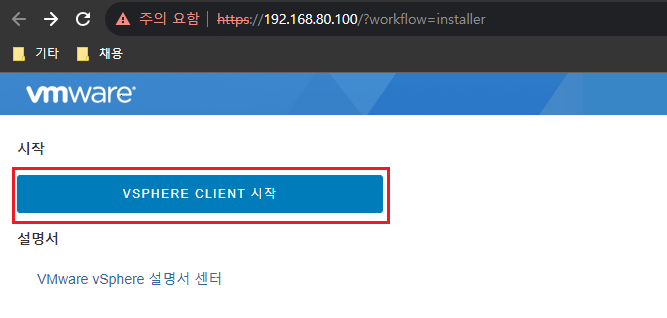 주의 요함 https://192.168.80.100/?workflow=installer
기타 채용
vmware®
시작
VSPHERE CLIENT 시작
설명서
VMware vSphere 설명서 센터